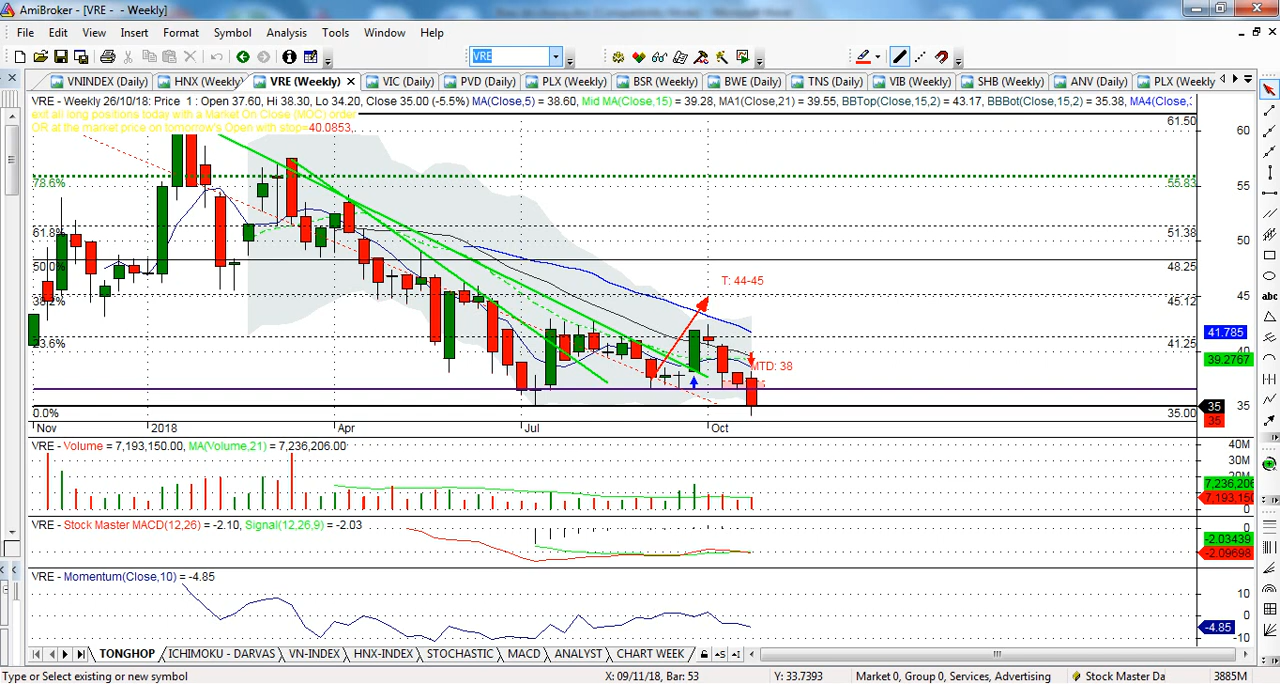 AmiBroker - [VRE - - Weekly]
File Edit View Insert Format Symbol Analysis Tools Window Help
VRE
VNINDEX (Daily) HNX (Weekly) VRE (Weekly) VIC (Daily) PVD (Daily) PLX (Weekly) BSR (Weekly) BWE (Daily) TNS (Daily) VIB (Weekly) SHB (Weekly) ANV (Daily) PLX (Weekly
VRE - Weekly 26/10/18: Price 1 : Open 37.60, Hi 38.30, Lo 34.20, Close 35.00 (-5.5%) MA(Close,5) = 38.60, Mid MA(Close,15) = 39.28, MA1(Close,21) = 39.55, BBTop(Close,15,2) = 43.17, BBBot(Close,15,2) = 35.38, MA4(Close,
exit all long positions today with a Market On Close (MOC) order
OR at the market price on tomorrow's Open with stop=40.0853,.
61.50
60
78.6%
55.83
55
61.8%
51.38
50
50.0%
48.25
T: 44-45
38.2%
45.12
45
41.785
23.6%
41.25
40
39.2767
MTD: 38
0.0%
35.00
35
35
35
Nov 2018 Apr Jul Oct
VRE - Volume = 7,193,150.00, MA(Volume,21) = 7,236,206.00
40M
30M
7,236,206
7,193,150
0
VRE - Stock Master MACD(12,26) = -2.10, Signal(12,26,9) = -2.03
0
-2.03439
-2.09698
VRE - Momentum(Close,10) = -4.85
10
0
-4.85
-10
TONGHOP ICHIMOKU - DARVAS VN-INDEX HNX-INDEX STOCHASTIC MACD ANALYST CHART WEEK
Type or Select existing or new symbol X: 09/11/18, Bar: 53 Y: 33.7393 Market 0, Group 0, Services, Advertising Stock Master Da 3885M